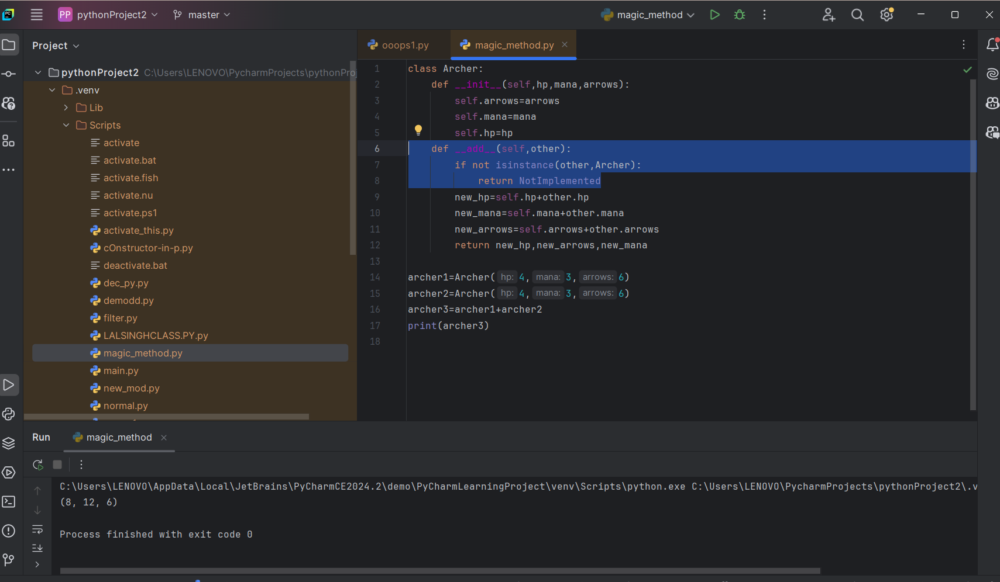 PC
PP pythonProject2 master magic_method
Project
ooops1.py magic_method.py
pythonProject2 C:\Users\LENOVO\PycharmProjects\pythonProj
.venv
Lib
Scripts
activate
activate.bat
activate.fish
activate.nu
activate.ps1
activate_this.py
cOnstructor-in-p.py
deactivate.bat
dec_py.py
demodd.py
filter.py
LALSINGHCLASS.PY.py
magic_method.py
main.py
new_mod.py
normal.py
1 class Archer:
2 def __init__(self,hp,mana,arrows):
3 self.arrows=arrows
4 self.mana=mana
5 self.hp=hp
6 def __add__(self,other):
7 if not isinstance(other,Archer):
8 return NotImplemented
9 new_hp=self.hp+other.hp
10 new_mana=self.mana+other.mana
11 new_arrows=self.arrows+other.arrows
12 return new_hp,new_arrows,new_mana
13
14 archer1=Archer( hp: 4, mana: 3, arrows: 6)
15 archer2=Archer( hp: 4, mana: 3, arrows: 6)
16 archer3=archer1+archer2
17 print(archer3)
18
Run magic_method
C:\Users\LENOVO\AppData\Local\JetBrains\PyCharmCE2024.2\demo\PyCharmLearningProject\venv\Scripts\python.exe C:\Users\LENOVO\PycharmProjects\pythonProject2\.v
(8, 12, 6)
Process finished with exit code 0